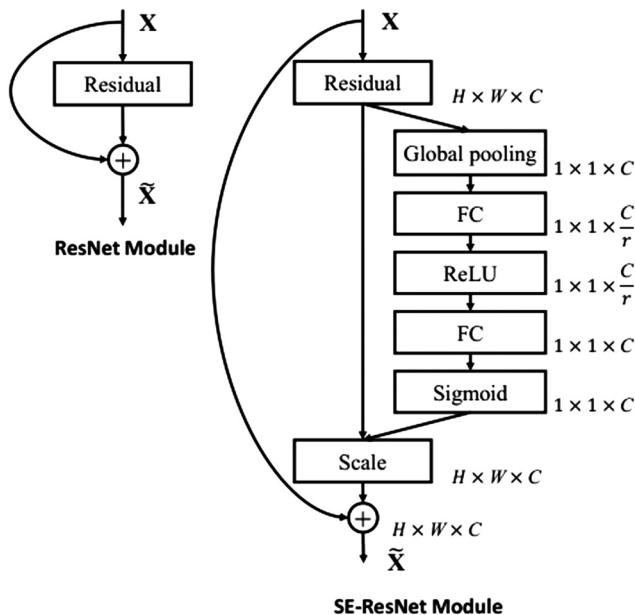 X
Residual
+
X̃
ResNet Module
X
Residual
H × W × C
Global pooling
1 × 1 × C
FC
1 × 1 × C/r
ReLU
1 × 1 × C/r
FC
1 × 1 × C
Sigmoid
1 × 1 × C
Scale
H × W × C
+
H × W × C
X̃
SE-ResNet Module